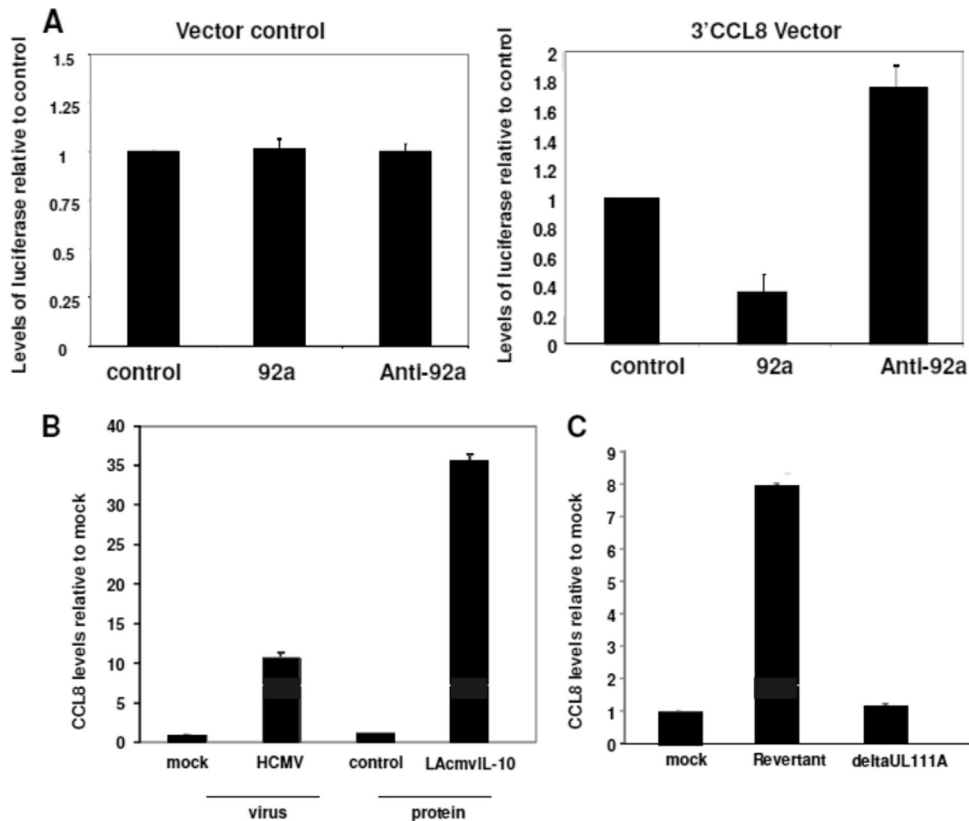 A
Vector control
Levels of luciferase relative to control
1.5
1.25
1
0.75
0.5
0.25
0
control
92a
Anti-92a
3'CCL8 Vector
Levels of luciferase relative to control
2
1.8
1.6
1.4
1.2
1
0.8
0.6
0.4
0.2
0
control
92a
Anti-92a
B
CCL8 levels relative to mock
40
35
30
25
20
15
10
5
0
mock
HCMV
control
LAcmvIL-10
virus
protein
C
CCL8 levels relative to mock
9
8
7
6
5
4
3
2
1
0
mock
Revertant
deltaUL111A